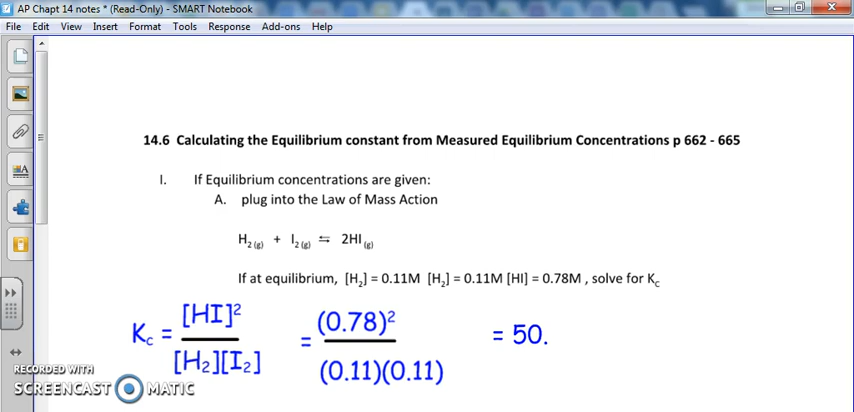 AP Chapt 14 notes * (Read-Only) - SMART Notebook
File Edit View Insert Format Tools Response Add-ons Help
14.6 Calculating the Equilibrium constant from Measured Equilibrium Concentrations p 662 - 665
I. If Equilibrium concentrations are given:
A. plug into the Law of Mass Action
H₂ (g) + I₂ (g) ⇆ 2HI (g)
If at equilibrium, [H₂] = 0.11M [H₂] = 0.11M [HI] = 0.78M , solve for Kc
Kc = [HI]² / [H₂][I₂] = (0.78)² / (0.11)(0.11) = 50.
RECORDED WITH
SCREENCAST MATIC